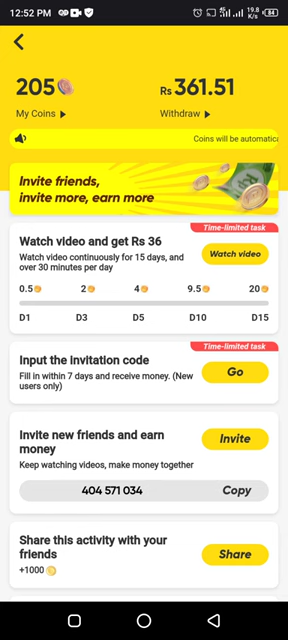 12:52 PM
4G
19.8
K/s
84
205
Rs 361.51
My Coins
Withdraw
Coins will be automatic
Invite friends,
invite more, earn more
Time-limited task
Watch video and get Rs 36
Watch video continuously for 15 days, and
over 30 minutes per day
Watch video
0.5 2 4 9.5 20
D1 D3 D5 D10 D15
Time-limited task
Input the invitation code
Fill in within 7 days and receive money. (New
users only)
Go
Invite new friends and earn
money
Invite
Keep watching videos, make money together
404 571 034
Copy
Share this activity with your
friends
Share
+1000